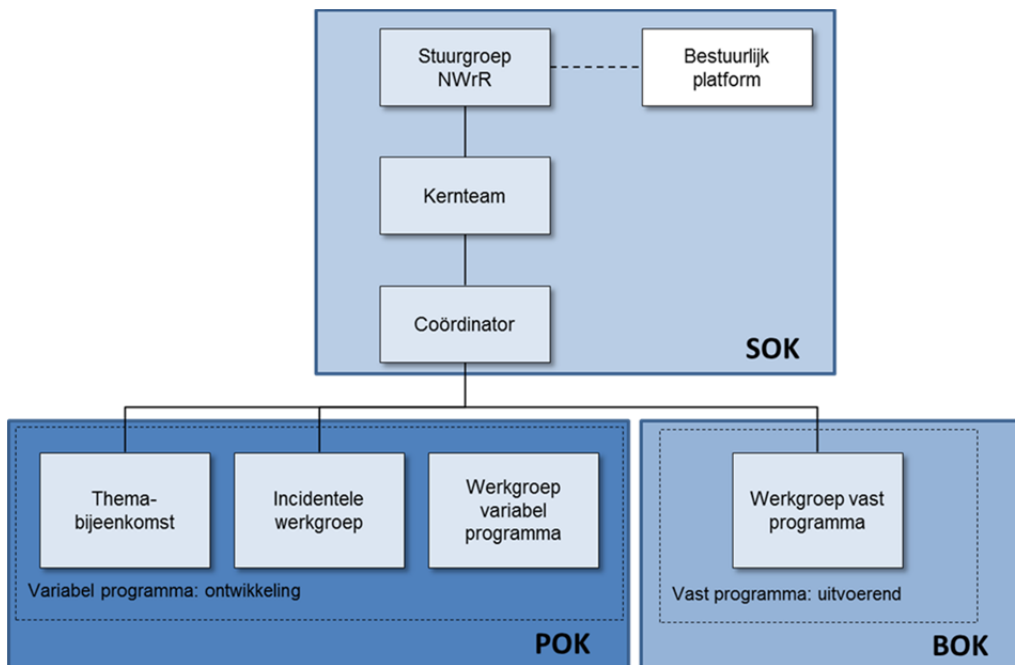 Stuurgroep
NWrR
Bestuurlijk
platform
Kernteam
Coördinator
SOK
Thema-
bijeenkomst
Incidentele
werkgroep
Werkgroep
variabel
programma
Variabel programma: ontwikkeling
POK
Werkgroep vast
programma
Vast programma: uitvoerend
BOK